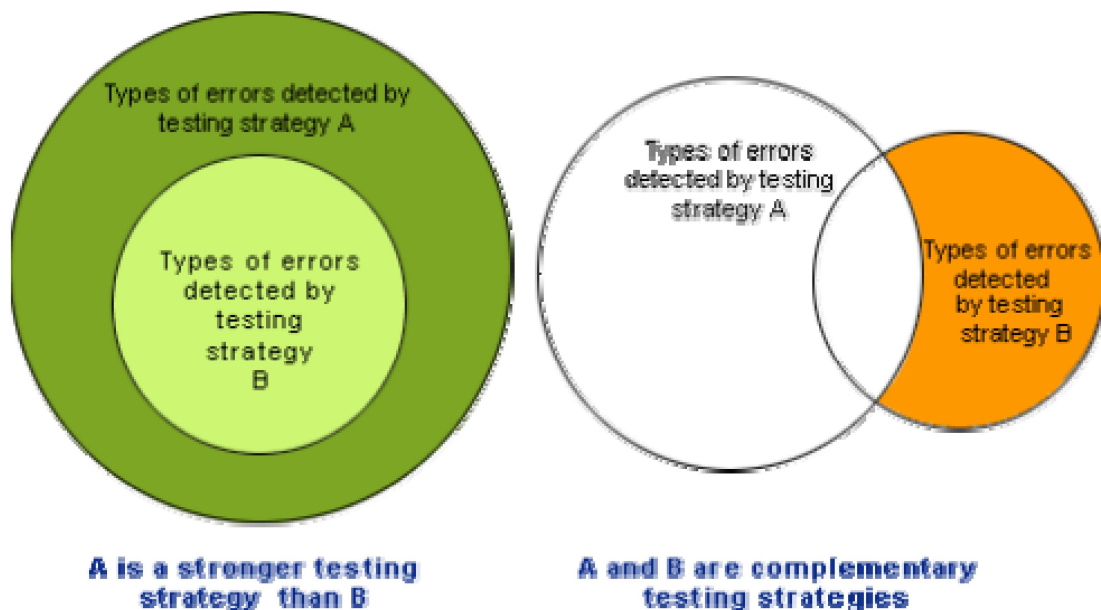 Types of errors detected by
testing strategy A
Types of errors
detected by
testing
strategy
B
Types of errors
detected by testing
strategy A
Types of errors
detected
by testing
strategy B
A is a stronger testing
strategy than B
A and B are complementary
testing strategies